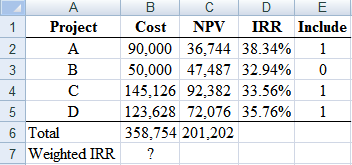 A B C D E
1 Project Cost NPV IRR Include
2 A 90,000 36,744 38.34% 1
3 B 50,000 47,487 32.94% 0
4 C 145,126 92,382 33.56% 1
5 D 123,628 72,076 35.76% 1
6 Total 358,754 201,202
7 Weighted IRR ?